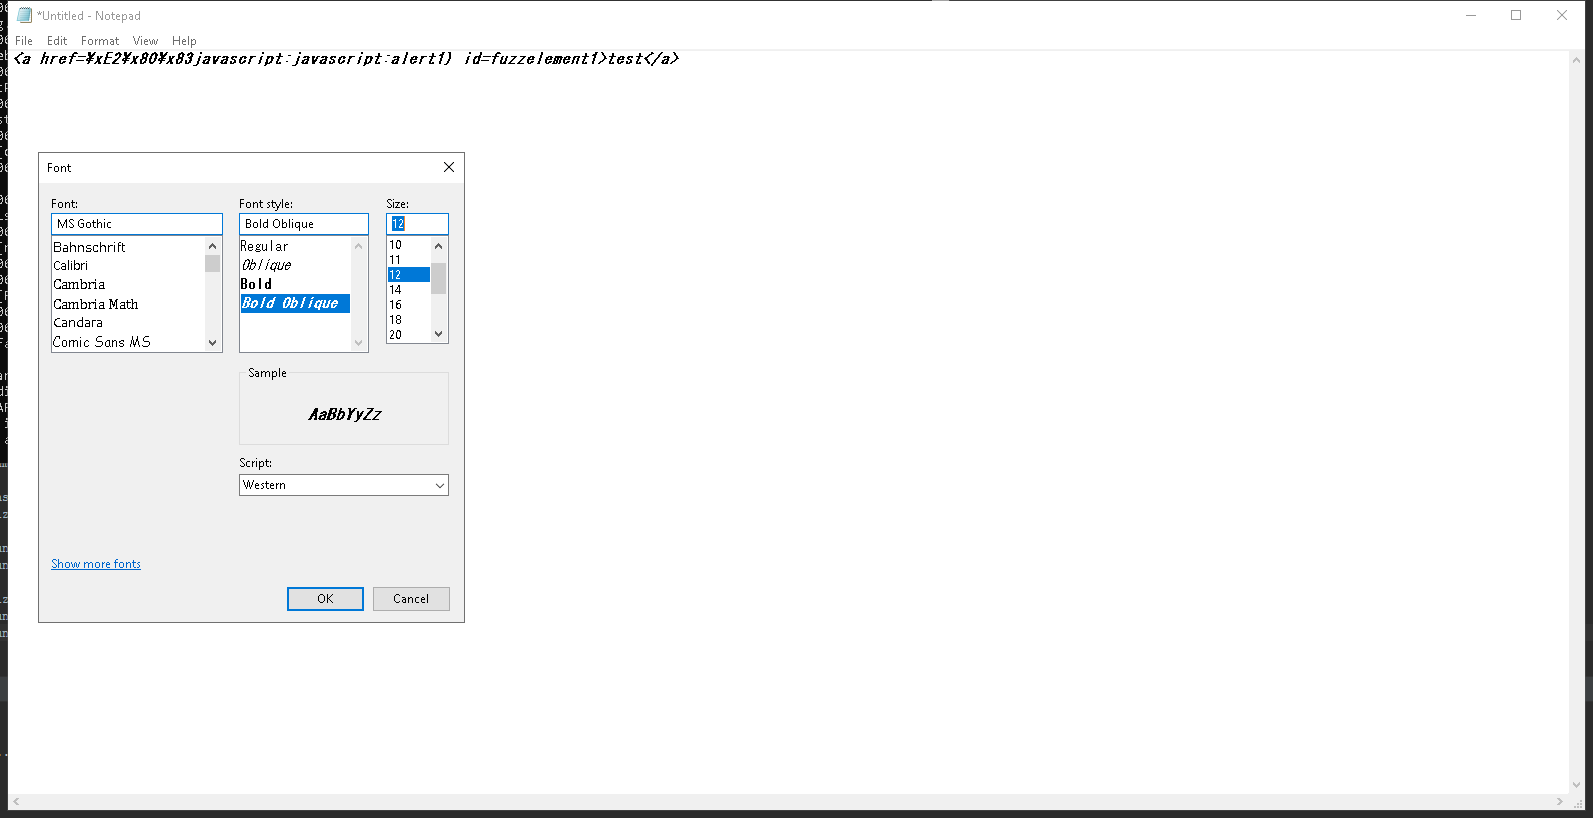 *Untitled - Notepad
File Edit Format View Help
<a href=¥xE2¥x80¥x83javascript:javascript:alert1) id=fuzzelement1>test</a>
Font
Font: Font style: Size:
MS Gothic Bold Oblique 12
Bahnschrift Regular 10
Calibri Oblique 11
Cambria Bold 12
Cambria Math Bold Oblique 14
Candara 16
Comic Sans MS 18
20
Sample
AaBbYyZz
Script:
Western
Show more fonts
OK Cancel